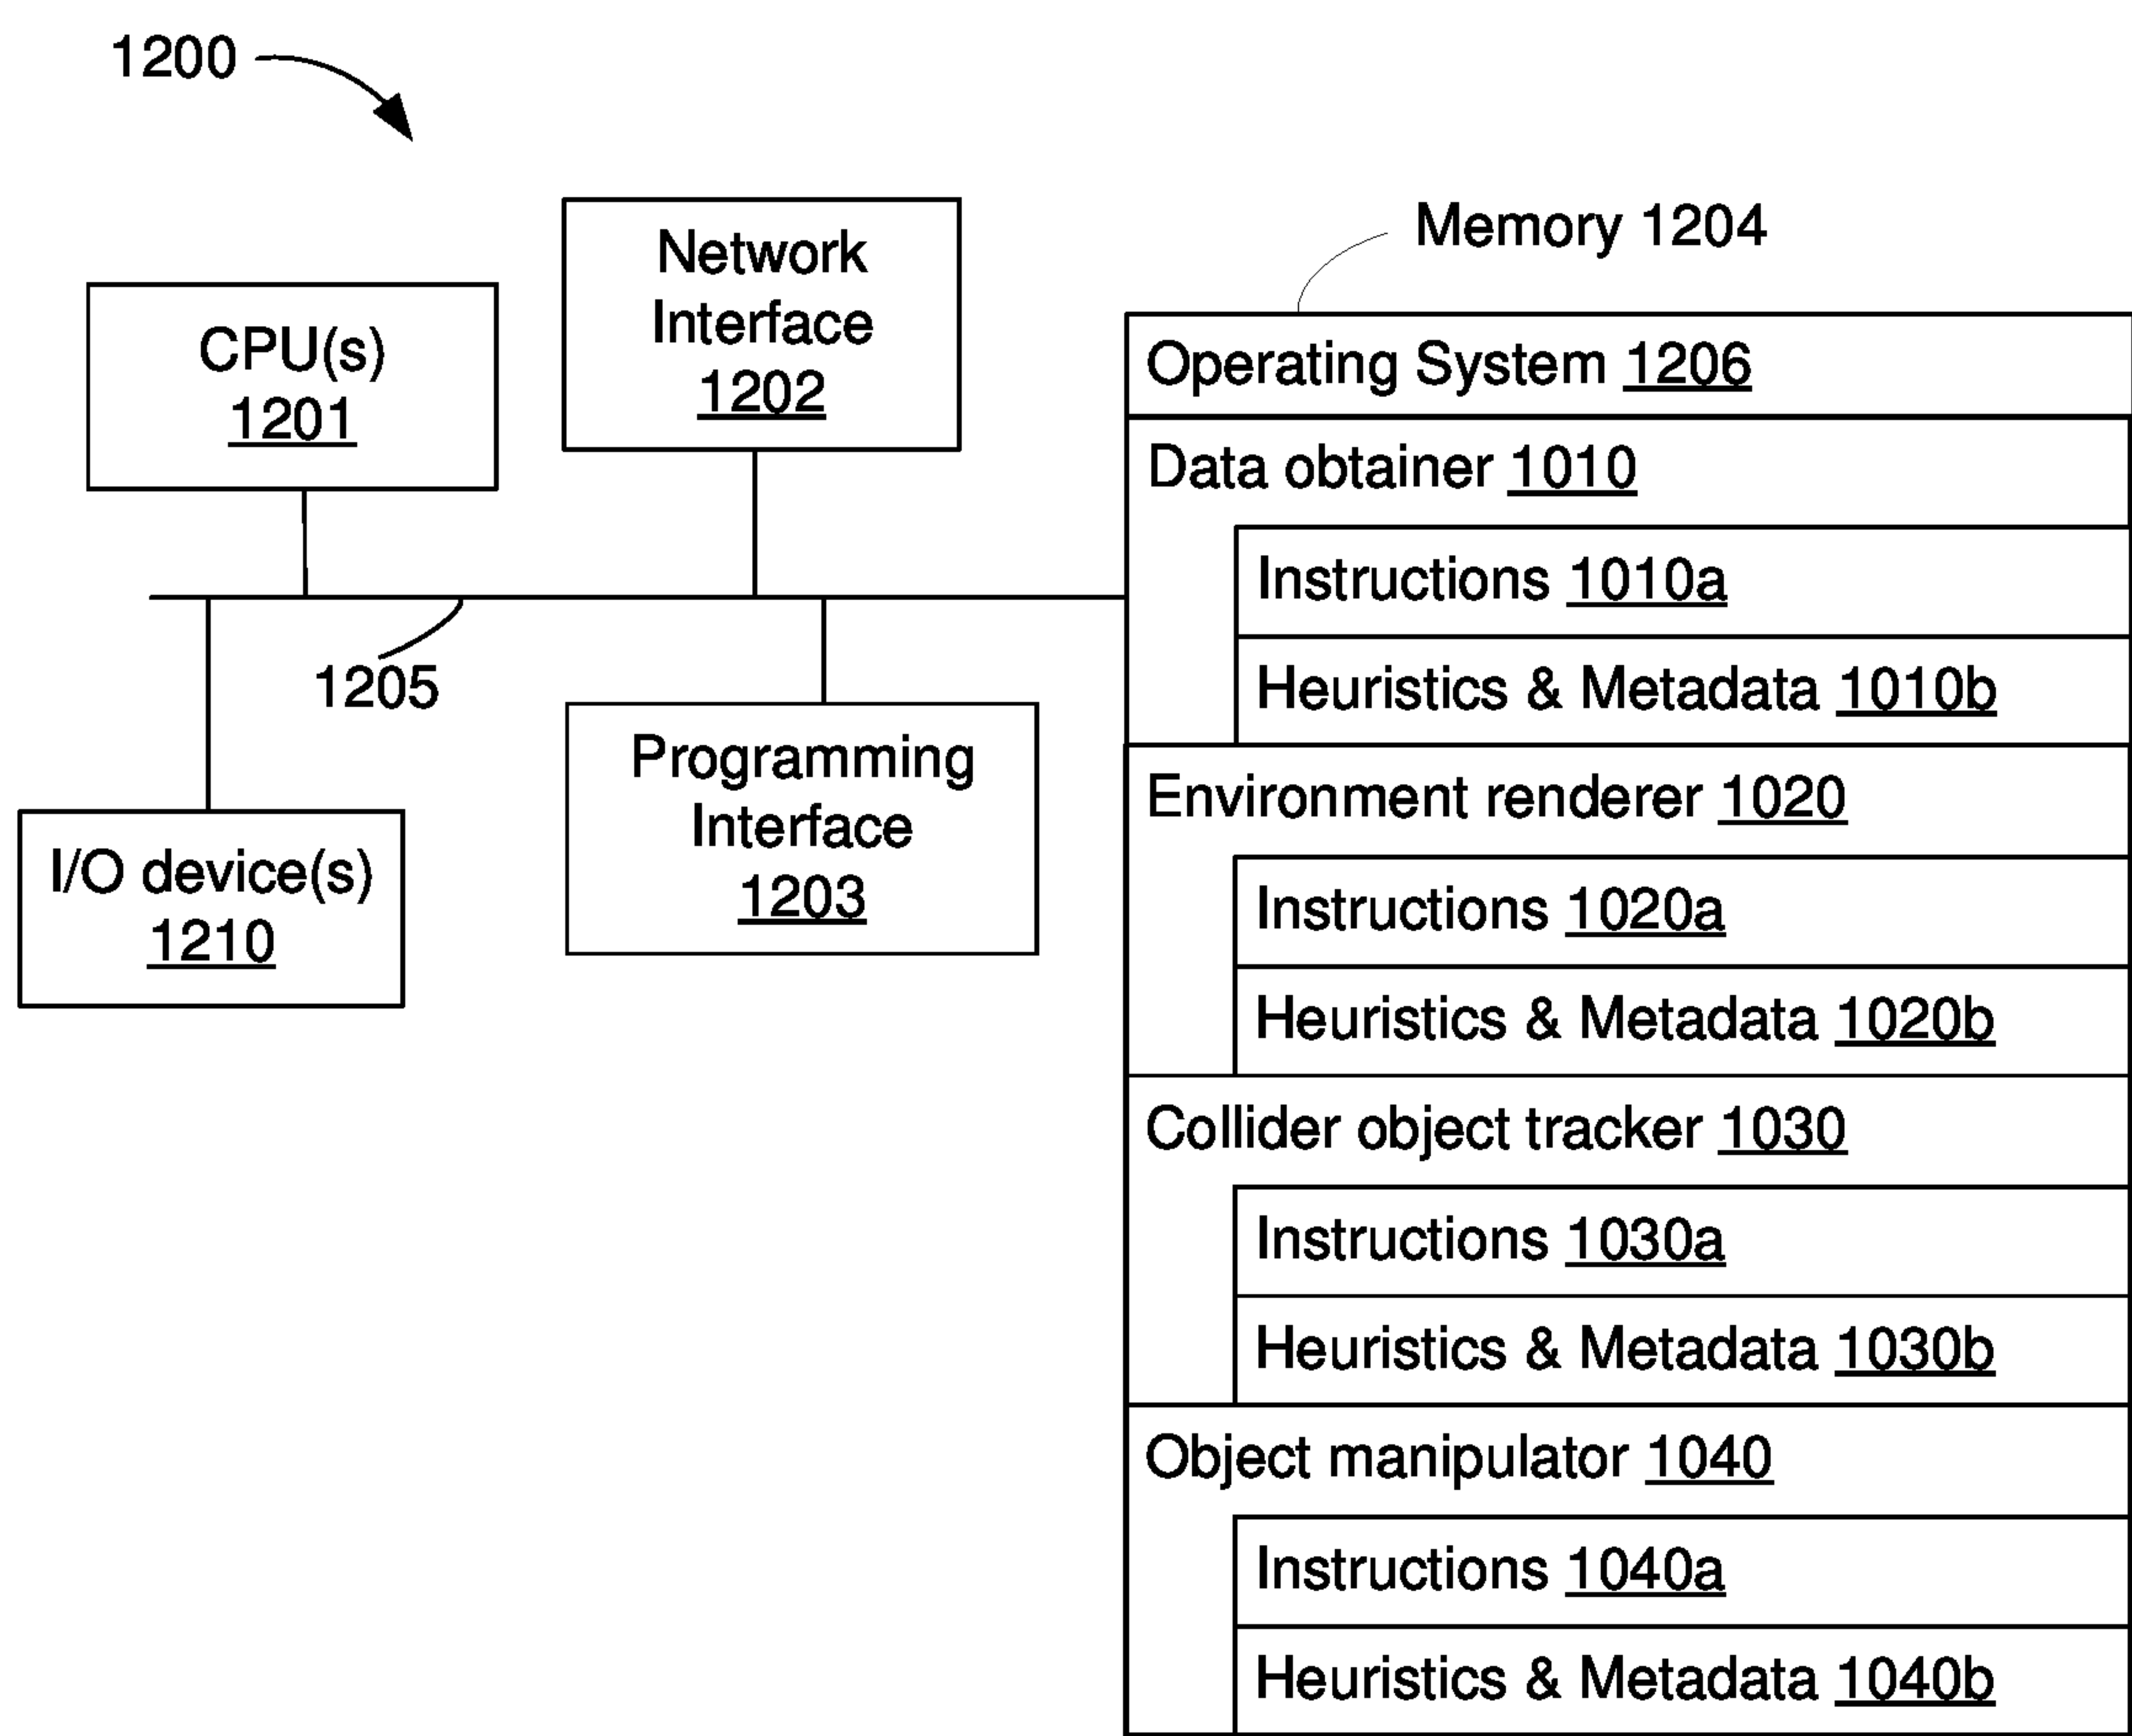 1200
Network
Interface
1202
CPU(s)
1201
1205
Programming
Interface
1203
I/O device(s)
1210
Memory 1204
Operating System 1206
Data obtainer 1010
Instructions 1010a
Heuristics & Metadata 1010b
Environment renderer 1020
Instructions 1020a
Heuristics & Metadata 1020b
Collider object tracker 1030
Instructions 1030a
Heuristics & Metadata 1030b
Object manipulator 1040
Instructions 1040a
Heuristics & Metadata 1040b